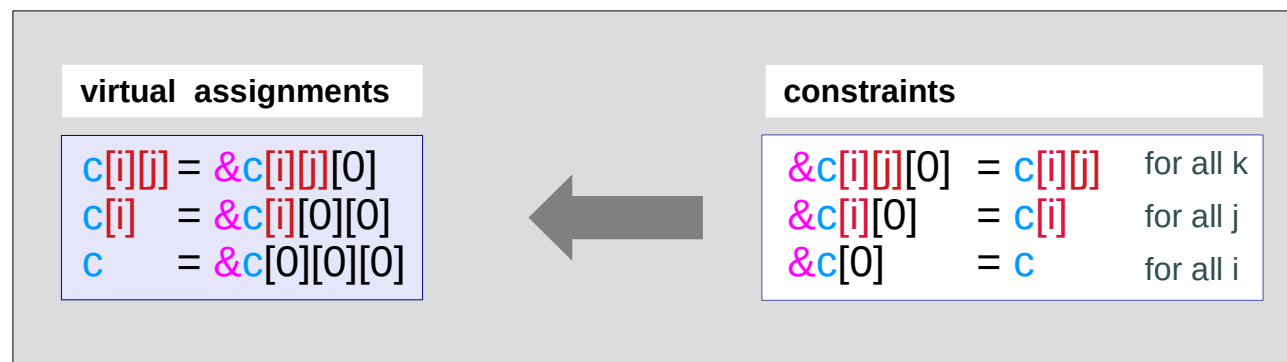 virtual assignments
c[i][j] = &c[i][j][0]
c[i] = &c[i][0][0]
c = &c[0][0][0]
constraints
&c[i][j][0] = c[i][j] for all k
&c[i][0] = c[i] for all j
&c[0] = c for all i